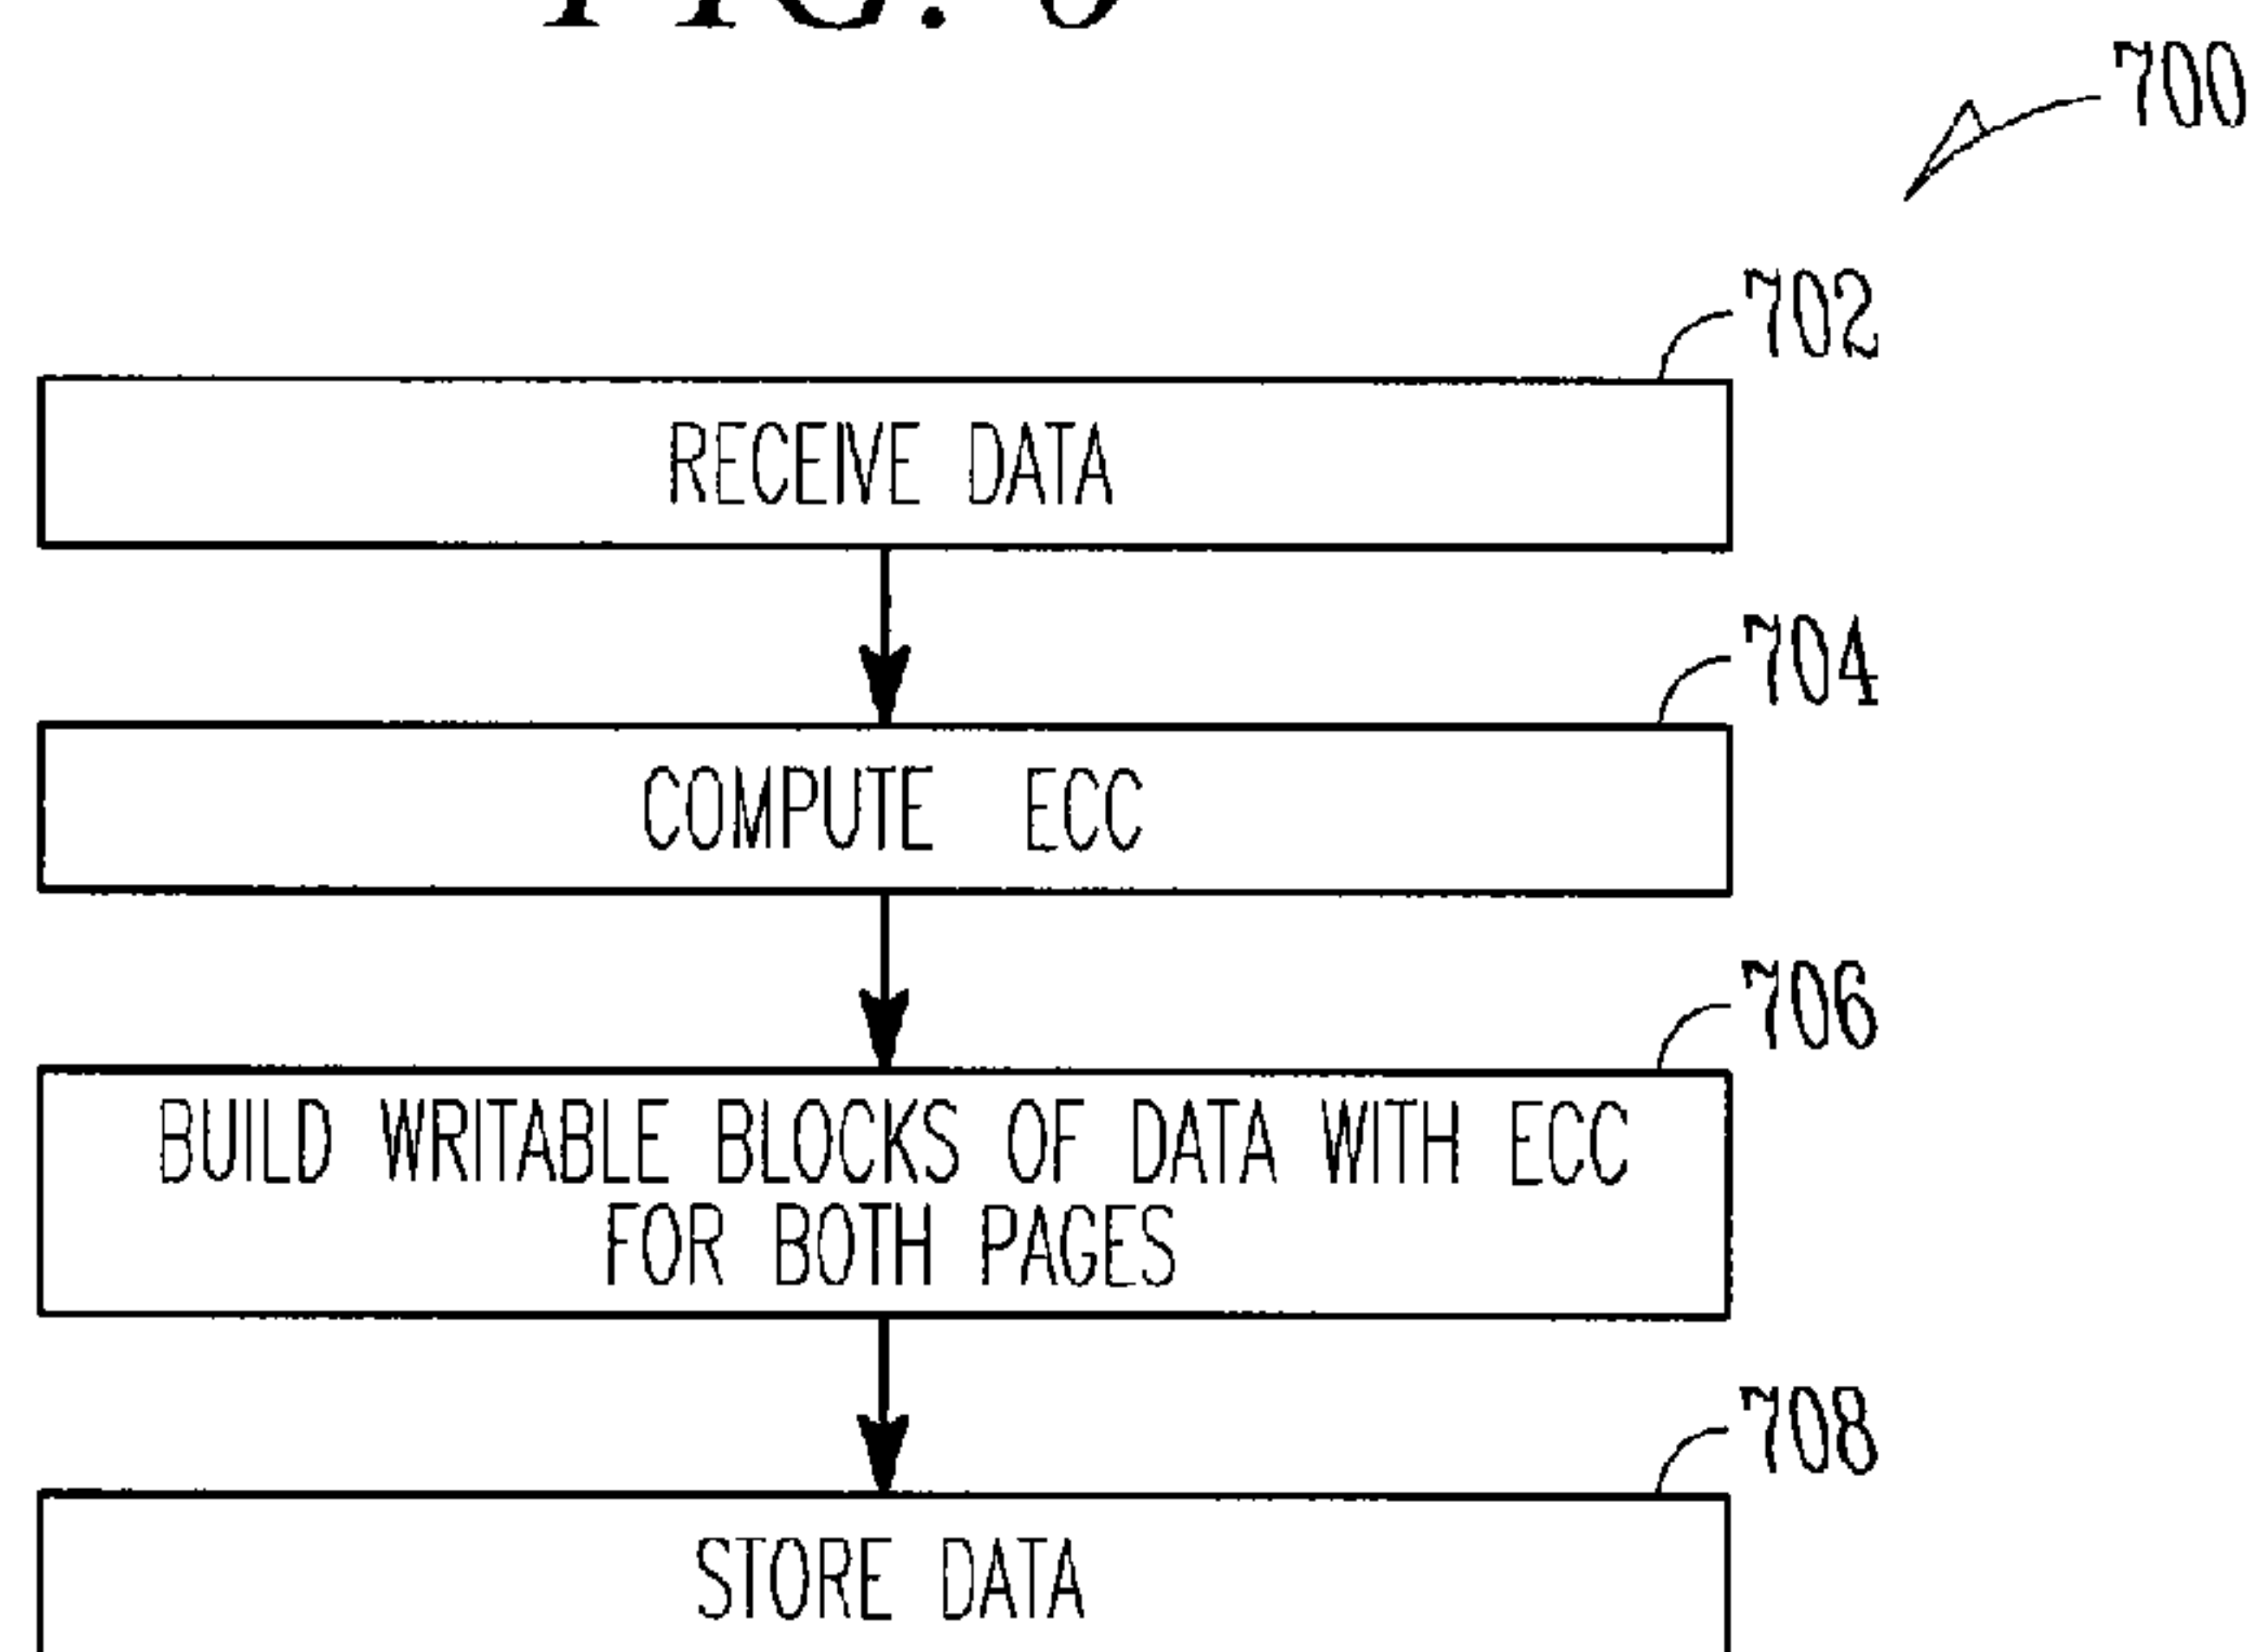 FIG.
700
702
RECEIVE DATA
704
COMPUTE ECC
706
BUILD WRITABLE BLOCKS OF DATA WITH ECC
FOR BOTH PAGES
708
STORE DATA